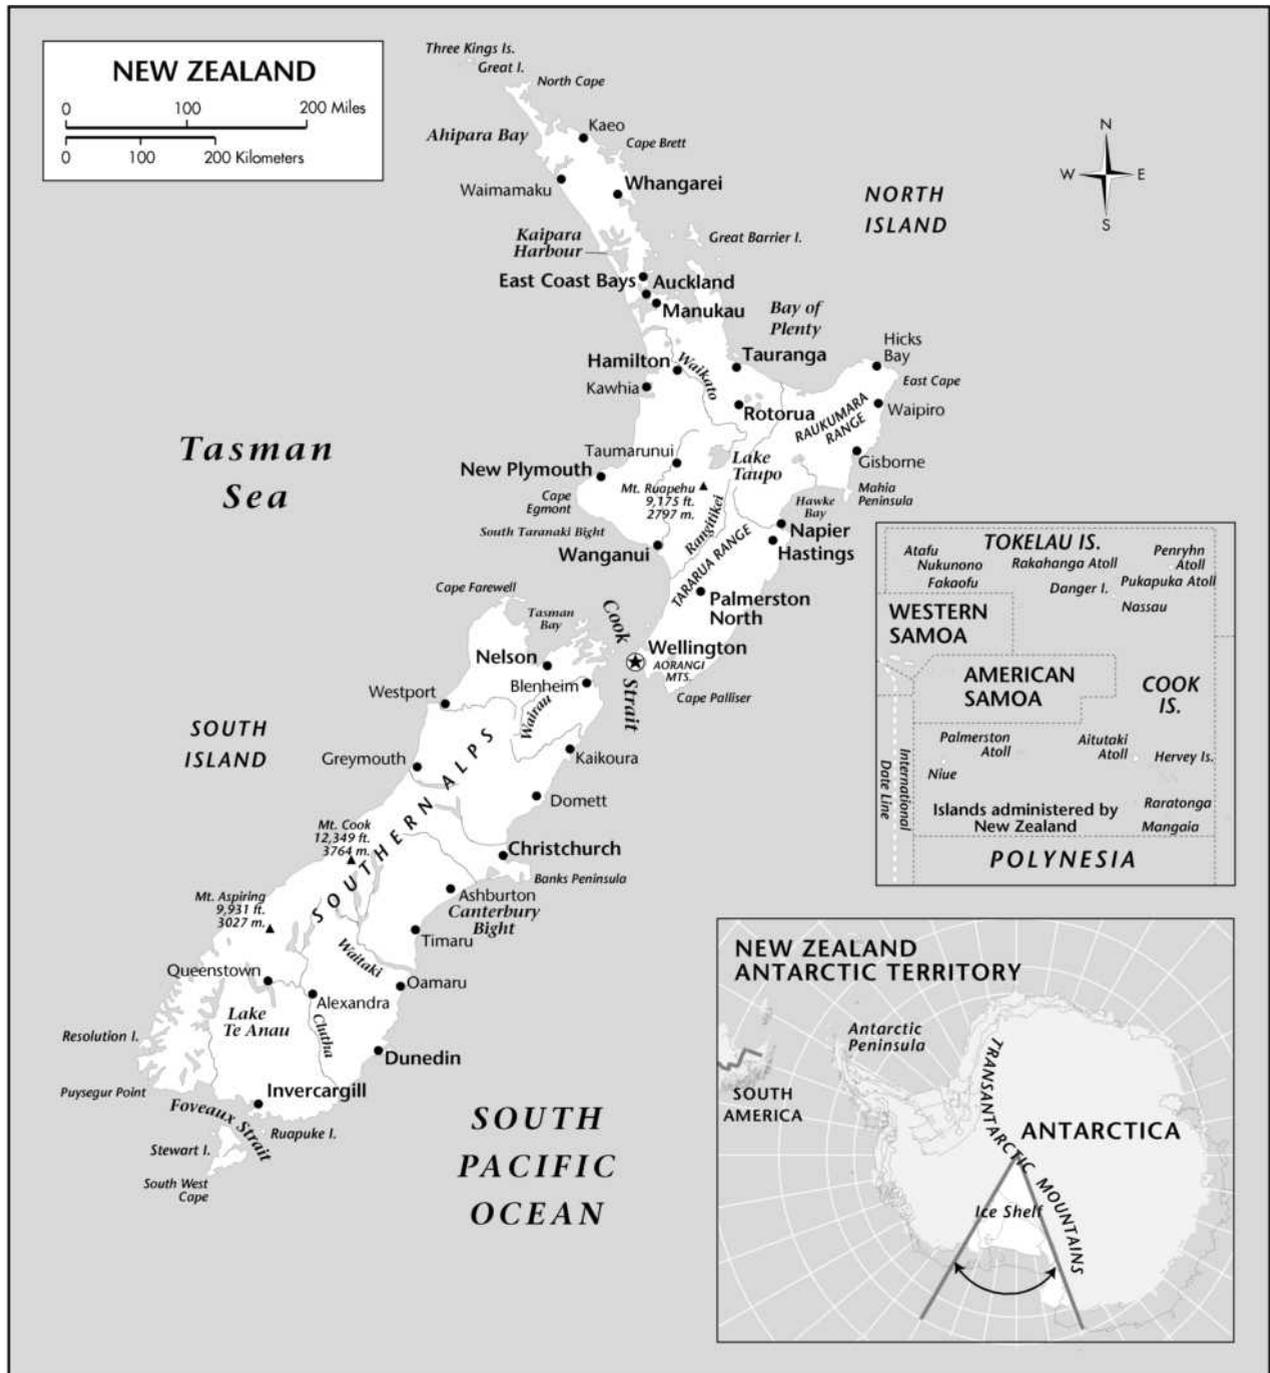 NEW ZEALAND
0 100 200 Miles
0 100 200 Kilometers
Three Kings Is.
Great I.
North Cape
Ahipara Bay
Kaeo
Cape Brett
Waimamaku
Whangarei
NORTH
ISLAND
N
W E
S
Kaipara
Harbour
Great Barrier I.
East Coast Bays
Auckland
Manukau
Bay of
Plenty
Hamilton
Waikato
Tauranga
Hicks
Bay
East Cape
Kawhia
Rotorua
RAUKUMARA
RANGE
Waipiro
Tasman
Sea
Taumarunui
Lake
Taupo
Gisborne
New Plymouth
Mt. Ruapehu
9,175 ft.
2797 m.
Mahia
Peninsula
Cape
Egmont
Rangitikei
Hawke
Bay
South Taranaki Bight
Napier
Wanganui
Hastings
TARARUA RANGE
Cape Farewell
Palmerston
North
Tasman
Bay
Cook
Strait
Wellington
AORANGI
MTS.
Nelson
Blenheim
Cape Palliser
Westport
Wairau
SOUTH
ISLAND
Greymouth
Kaikoura
SOUTHERN ALPS
Domett
Mt. Cook
12,349 ft.
3764 m.
Christchurch
Banks Peninsula
Mt. Aspiring
9,931 ft.
3027 m.
Ashburton
Canterbury
Bight
Timaru
Waitaki
Queenstown
Oamaru
Alexandra
Lake
Te Anau
Clutha
Resolution I.
Dunedin
Puysegur Point
Invercargill
Foveaux Strait
Ruapuke I.
Stewart I.
South West
Cape
SOUTH
PACIFIC
OCEAN
TOKELAU IS.
Atafu
Nukunono
Fakaofu
Rakahanga Atoll
Penryhn
Atoll
Danger I.
Pukapuka Atoll
Nassau
WESTERN
SAMOA
AMERICAN
SAMOA
COOK
IS.
Palmerston
Atoll
Aitutaki
Atoll
Hervey Is.
Niue
International
Date Line
Raratonga
Islands administered by
New Zealand
Mangaia
POLYNESIA
NEW ZEALAND
ANTARCTIC TERRITORY
Antarctic
Peninsula
SOUTH
AMERICA
TRANSANTARCTIC MOUNTAINS
ANTARCTICA
Ice Shelf